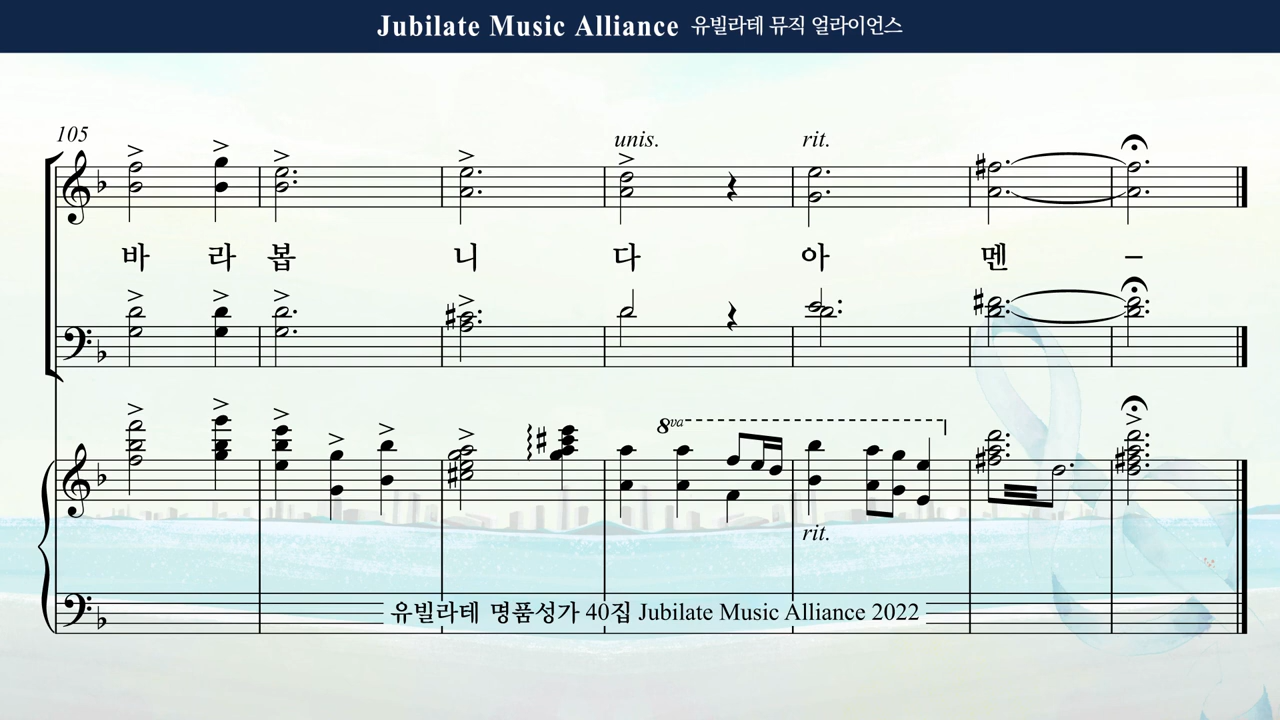 Jubilate Music Alliance 유빌라테 뮤직 얼라이언스
105
unis.
rit.
바 라 봅 니 다 아 멘 –
8va
rit.
유빌라테 명품성가 40집 Jubilate Music Alliance 2022